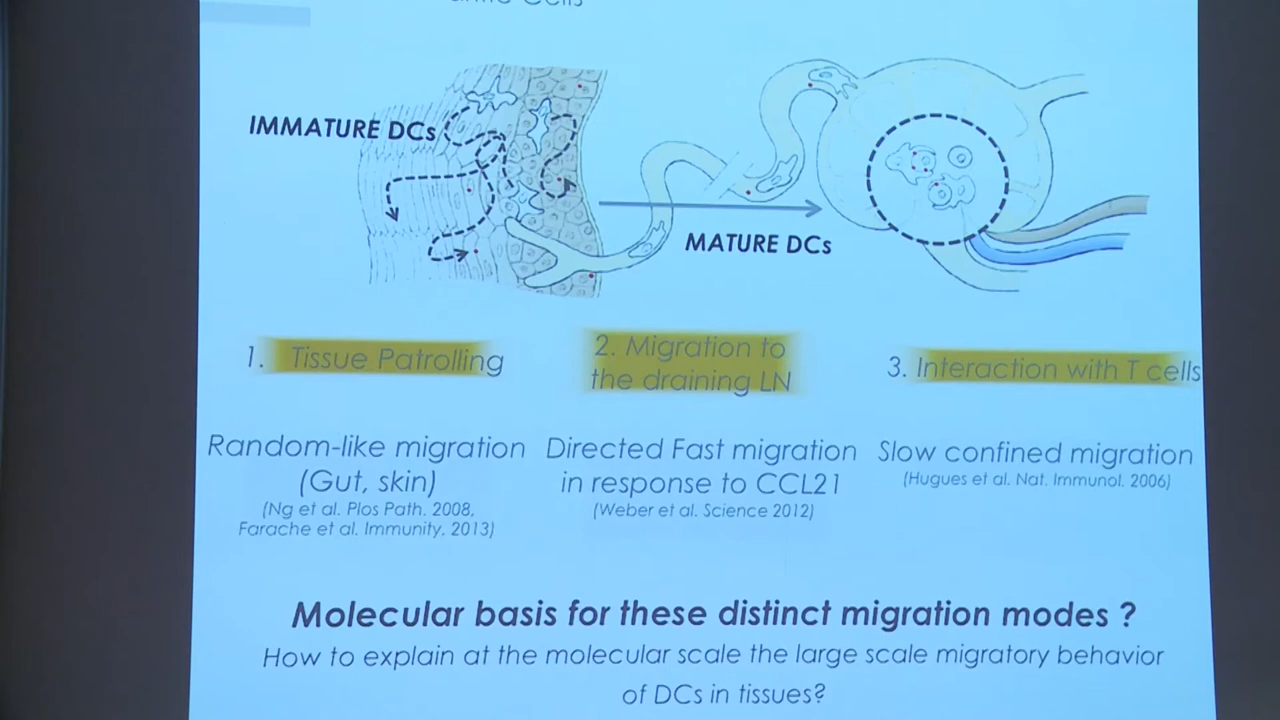 Cells
IMMATURE DCs
MATURE DCs
1. Tissue Patrolling
2. Migration to
the draining LN
3. Interaction with T cells
Random-like migration
(Gut, skin)
(Ng et al. Plos Path. 2008,
Farache et al. Immunity. 2013)
Directed Fast migration
in response to CCL21
(Weber et al. Science 2012)
Slow confined migration
(Hugues et al. Nat. Immunol. 2006)
Molecular basis for these distinct migration modes ?
How to explain at the molecular scale the large scale migratory behavior
of DCs in tissues?